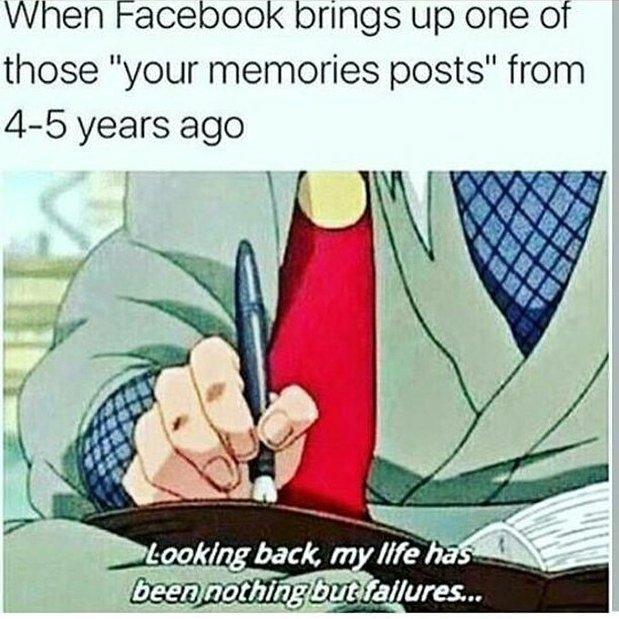 When Facebook brings up one of
those "your memories posts" from
4-5 years ago
Looking back, my life has
been nothing but failures...